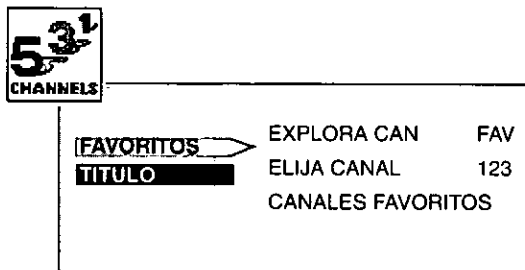 5 3 1
CHANNELS
FAVORITOS EXPLORA CAN FAV
TITULO ELIJA CANAL 123
CANALES FAVORITOS